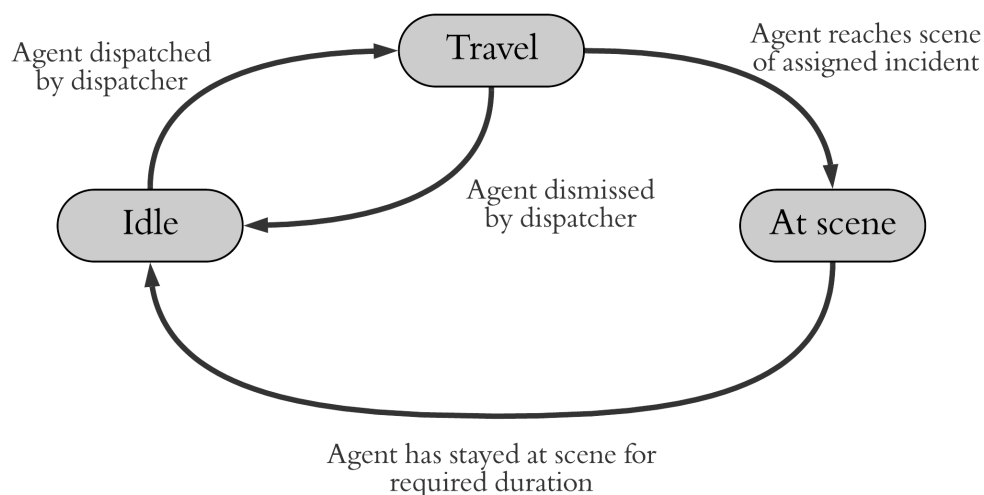 Agent dispatched
by dispatcher
Travel
Agent reaches scene
of assigned incident
Idle
Agent dismissed
by dispatcher
At scene
Agent has stayed at scene for
required duration